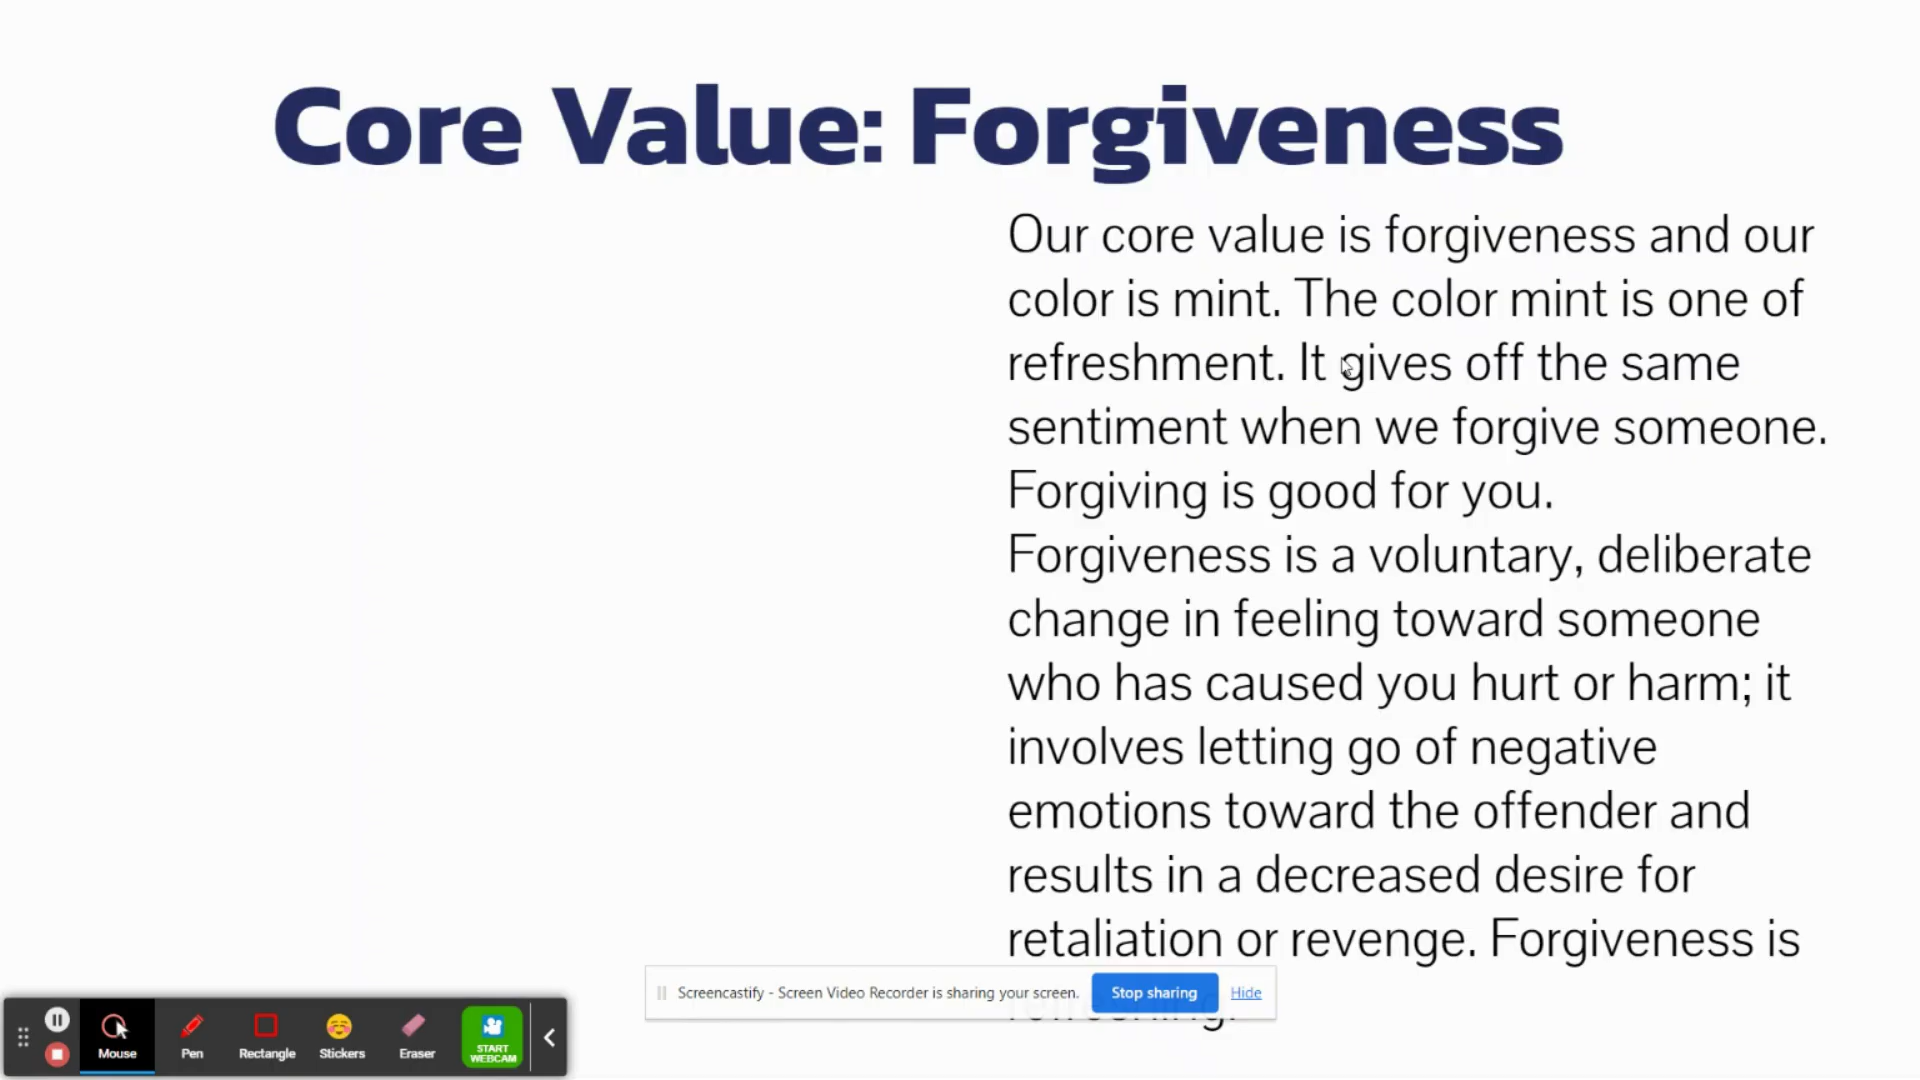 Core Value: Forgiveness
Our core value is forgiveness and our
color is mint. The color mint is one of
refreshment. It gives off the same
sentiment when we forgive someone.
Forgiving is good for you.
Forgiveness is a voluntary, deliberate
change in feeling toward someone
who has caused you hurt or harm; it
involves letting go of negative
emotions toward the offender and
results in a decreased desire for
retaliation or revenge. Forgiveness is
Screencastify - Screen Video Recorder is sharing your screen.
Stop sharing
Hide
Mouse
Pen
Rectangle
Stickers
Eraser
START
WEBCAM